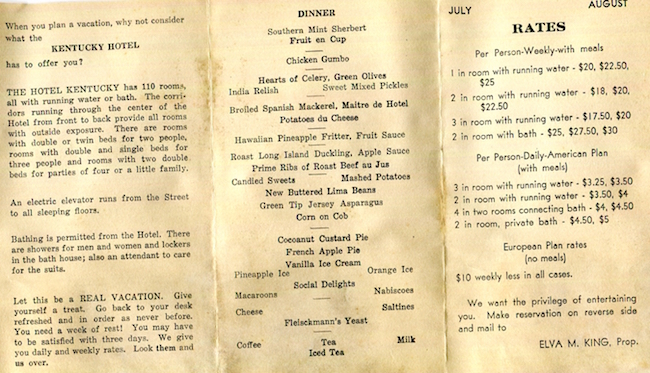 When you plan a vacation, why not consider
what the
KENTUCKY HOTEL
has to offer you?
THE HOTEL KENTUCKY has 110 rooms,
all with running water or bath. The corri-
dors running through the center of the
Hotel from front to back provide all rooms
with outside exposure. There are rooms
with double or twin beds for two people,
rooms with double and single beds for
three people and rooms with two double
beds for parties of four or a little family.
An electric elevator runs from the Street
to all sleeping floors.
Bathing is permitted from the Hotel. There
are showers for men and women and lockers
in the bath house; also an attendant to care
for the suits.
Let this be a REAL VACATION. Give
yourself a treat. Go back to your desk
refreshed and in order as never before.
You need a week of rest! You may have
to be satisfied with three days. We give
you daily and weekly rates. Look them and
us over.
DINNER
Southern Mint Sherbert
Fruit en Cup
Chicken Gumbo
Hearts of Celery, Green Olives
India Relish Sweet Mixed Pickles
Broiled Spanish Mackerel, Maitre de Hotel
Potatoes du Cheese
Hawaiian Pineapple Fritter, Fruit Sauce
Roast Long Island Duckling, Apple Sauce
Prime Ribs of Roast Beef au Jus
Candied Sweets Mashed Potatoes
New Buttered Lima Beans
Green Tip Jersey Asparagus
Corn on Cob
Cocoanut Custard Pie
French Apple Pie
Vanilla Ice Cream
Pineapple Ice Orange Ice
Social Delights
Macaroons Nabiscoes
Cheese Saltines
Fleisckmann's Yeast
Coffee Tea Milk
Iced Tea
JULY AUGUST
RATES
Per Person-Weekly-with meals
1 in room with running water - $20, $22.50,
$25
2 in room with running water - $18, $20,
$22.50
3 in room with running water - $17.50, $20
2 in room with bath - $25, $27.50, $30
Per Person-Daily-American Plan
(with meals)
3 in room with running water - $3.25, $3.50
2 in room with running water - $3.50, $4
4 in two rooms connecting bath - $4, $4.50
2 in room, private bath - $4.50, $5
European Plan rates
(no meals)
$10 weekly less in all cases.
We want the privilege of entertaining
you. Make reservation on reverse side
and mail to
ELVA M. KING, Prop.